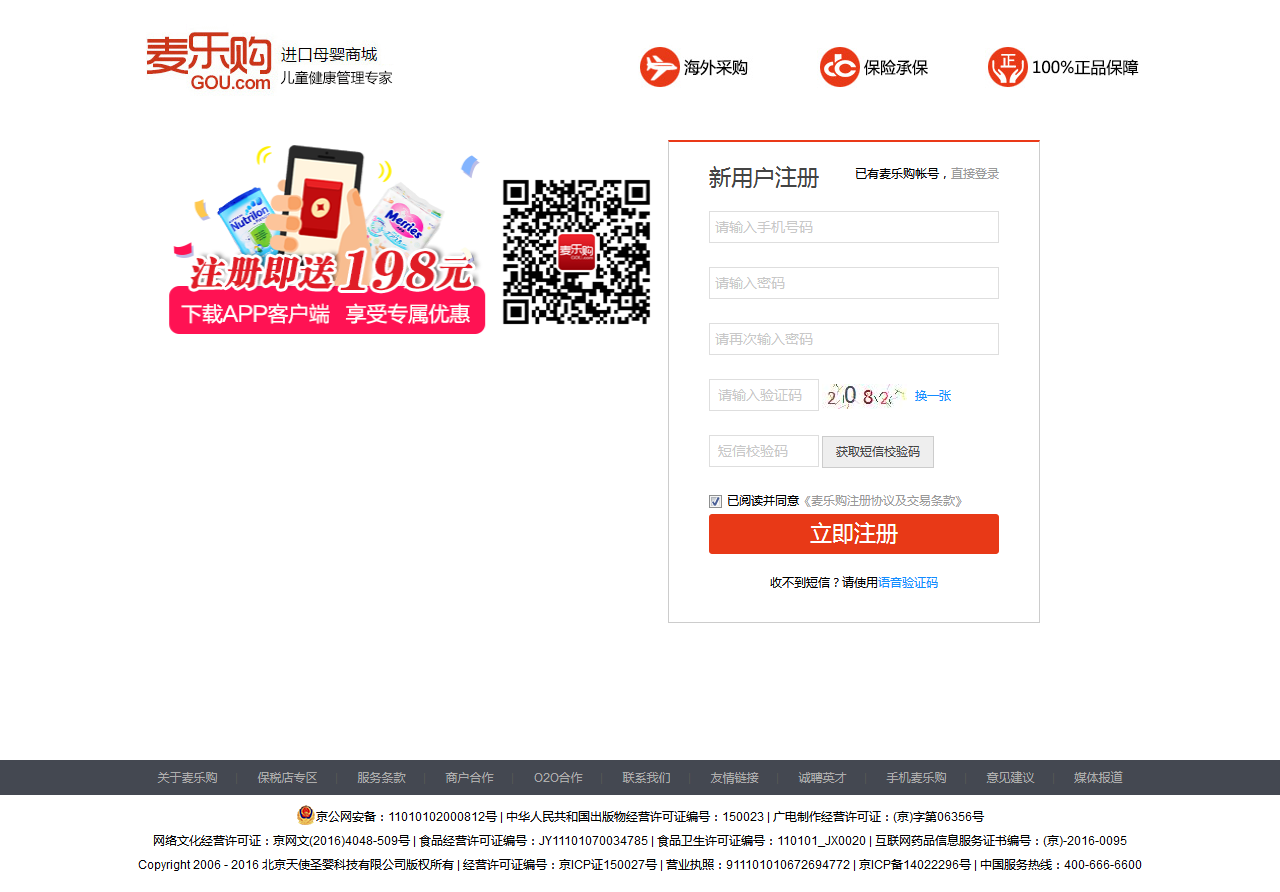 麦乐购
GOU.com
进口母婴商城
儿童健康管理专家
海外采购
保险承保
正
100%正品保障
Nutrilon
Merries
注册即送198元
下载APP客户端 享受专属优惠
麦乐购
GOU.com
新用户注册
已有麦乐购帐号，直接登录
请输入手机号码
请输入密码
请再次输入密码
请输入验证码 2082 换一张
短信校验码 获取短信校验码
已阅读并同意《麦乐购注册协议及交易条款》
立即注册
收不到短信？请使用语音验证码
关于麦乐购 | 保税店专区 | 服务条款 | 商户合作 | O2O合作 | 联系我们 | 友情链接 | 诚聘英才 | 手机麦乐购 | 意见建议 | 媒体报道
京公网安备：11010102000812号 | 中华人民共和国出版物经营许可证编号：150023 | 广电制作经营许可证：(京)字第06356号
网络文化经营许可证：京网文(2016)4048-509号 | 食品经营许可证编号：JY11101070034785 | 食品卫生许可证编号：110101_JX0020 | 互联网药品信息服务证书编号：(京)-2016-0095
Copyright 2006 - 2016 北京天使圣婴科技有限公司版权所有 | 经营许可证编号：京ICP证150027号 | 营业执照：911101010672694772 | 京ICP备14022296号 | 中国服务热线：400-666-6600